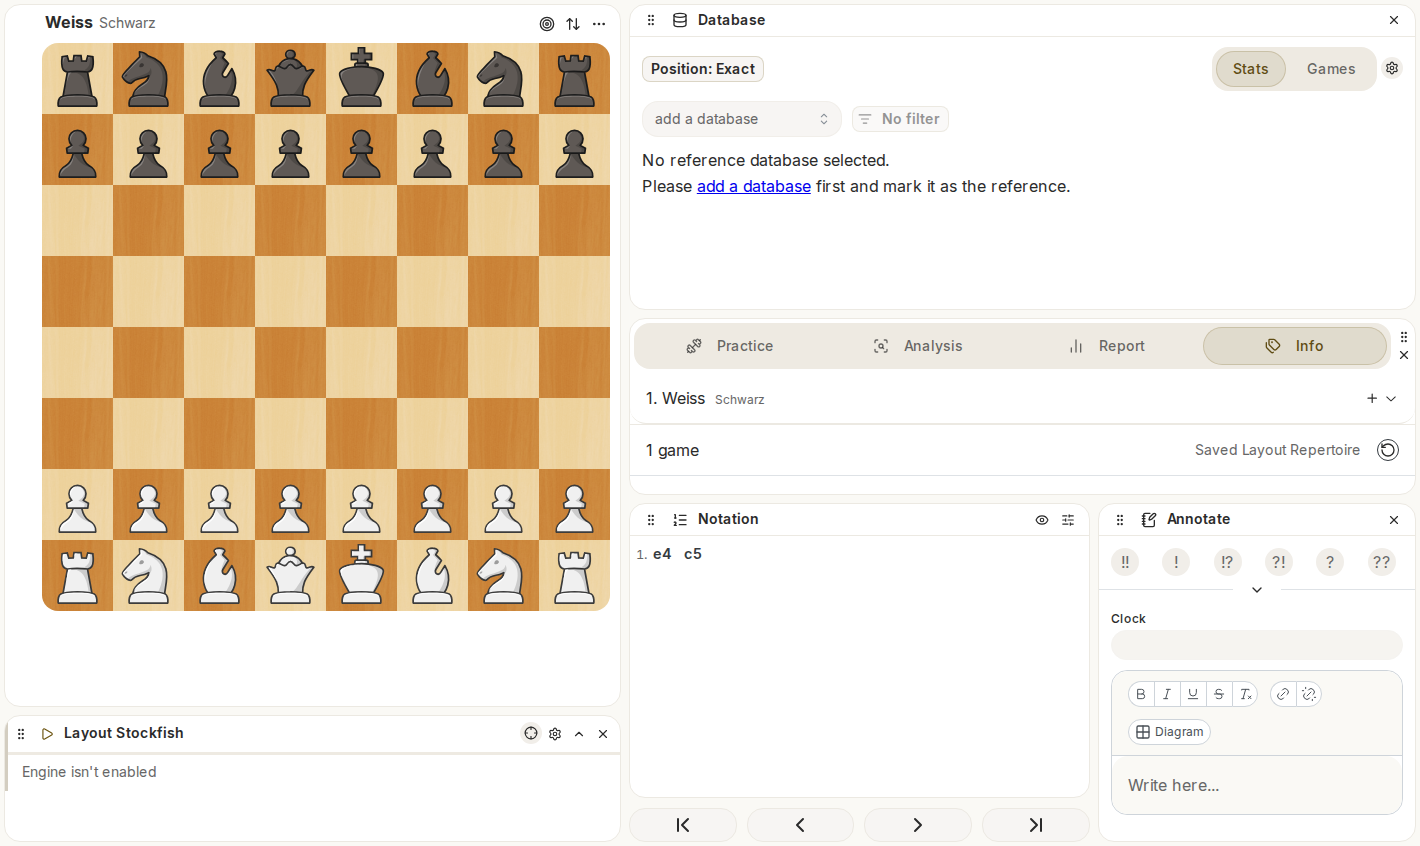 Weiss Schwarz
Database
Position: Exact
Stats Games
add a database
No filter
No reference database selected.
Please add a database first and mark it as the reference.
Practice Analysis Report Info
1. Weiss Schwarz
1 game
Saved Layout Repertoire
Notation
1. e4 c5
Annotate
!! ! !? ?! ? ??
Clock
B I U S Tx
Diagram
Write here...
Layout Stockfish
Engine isn't enabled